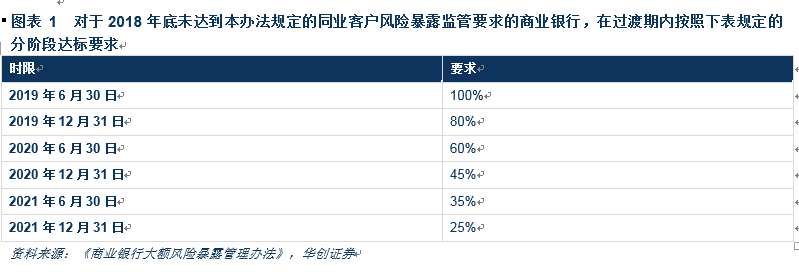 图表 1 对于 2018 年底未达到本办法规定的同业客户风险暴露监管要求的商业银行，在过渡期内按照下表规定的
分阶段达标要求
时限 要求
2019 年 6 月 30 日 100%
2019 年 12 月 31 日 80%
2020 年 6 月 30 日 60%
2020 年 12 月 31 日 45%
2021 年 6 月 30 日 35%
2021 年 12 月 31 日 25%
资料来源：《商业银行大额风险暴露管理办法》，华创证券